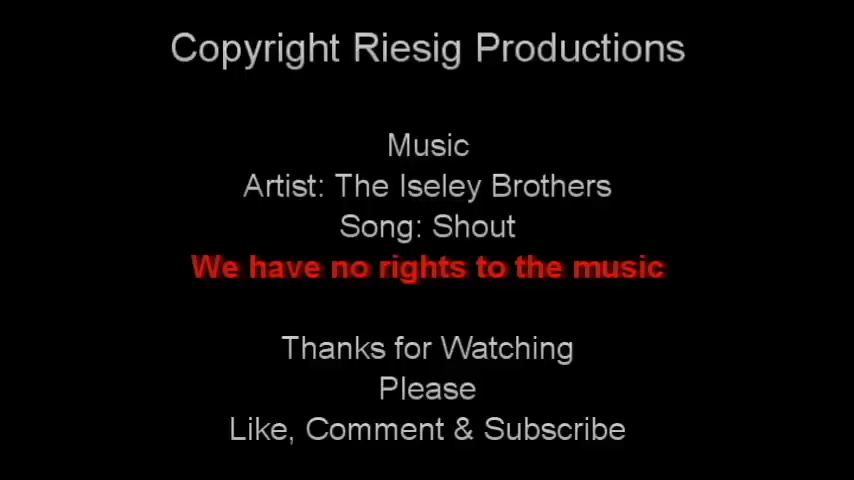 Copyright Riesig Productions
Music
Artist: The Iseley Brothers
Song: Shout
We have no rights to the music
Thanks for Watching
Please
Like, Comment & Subscribe